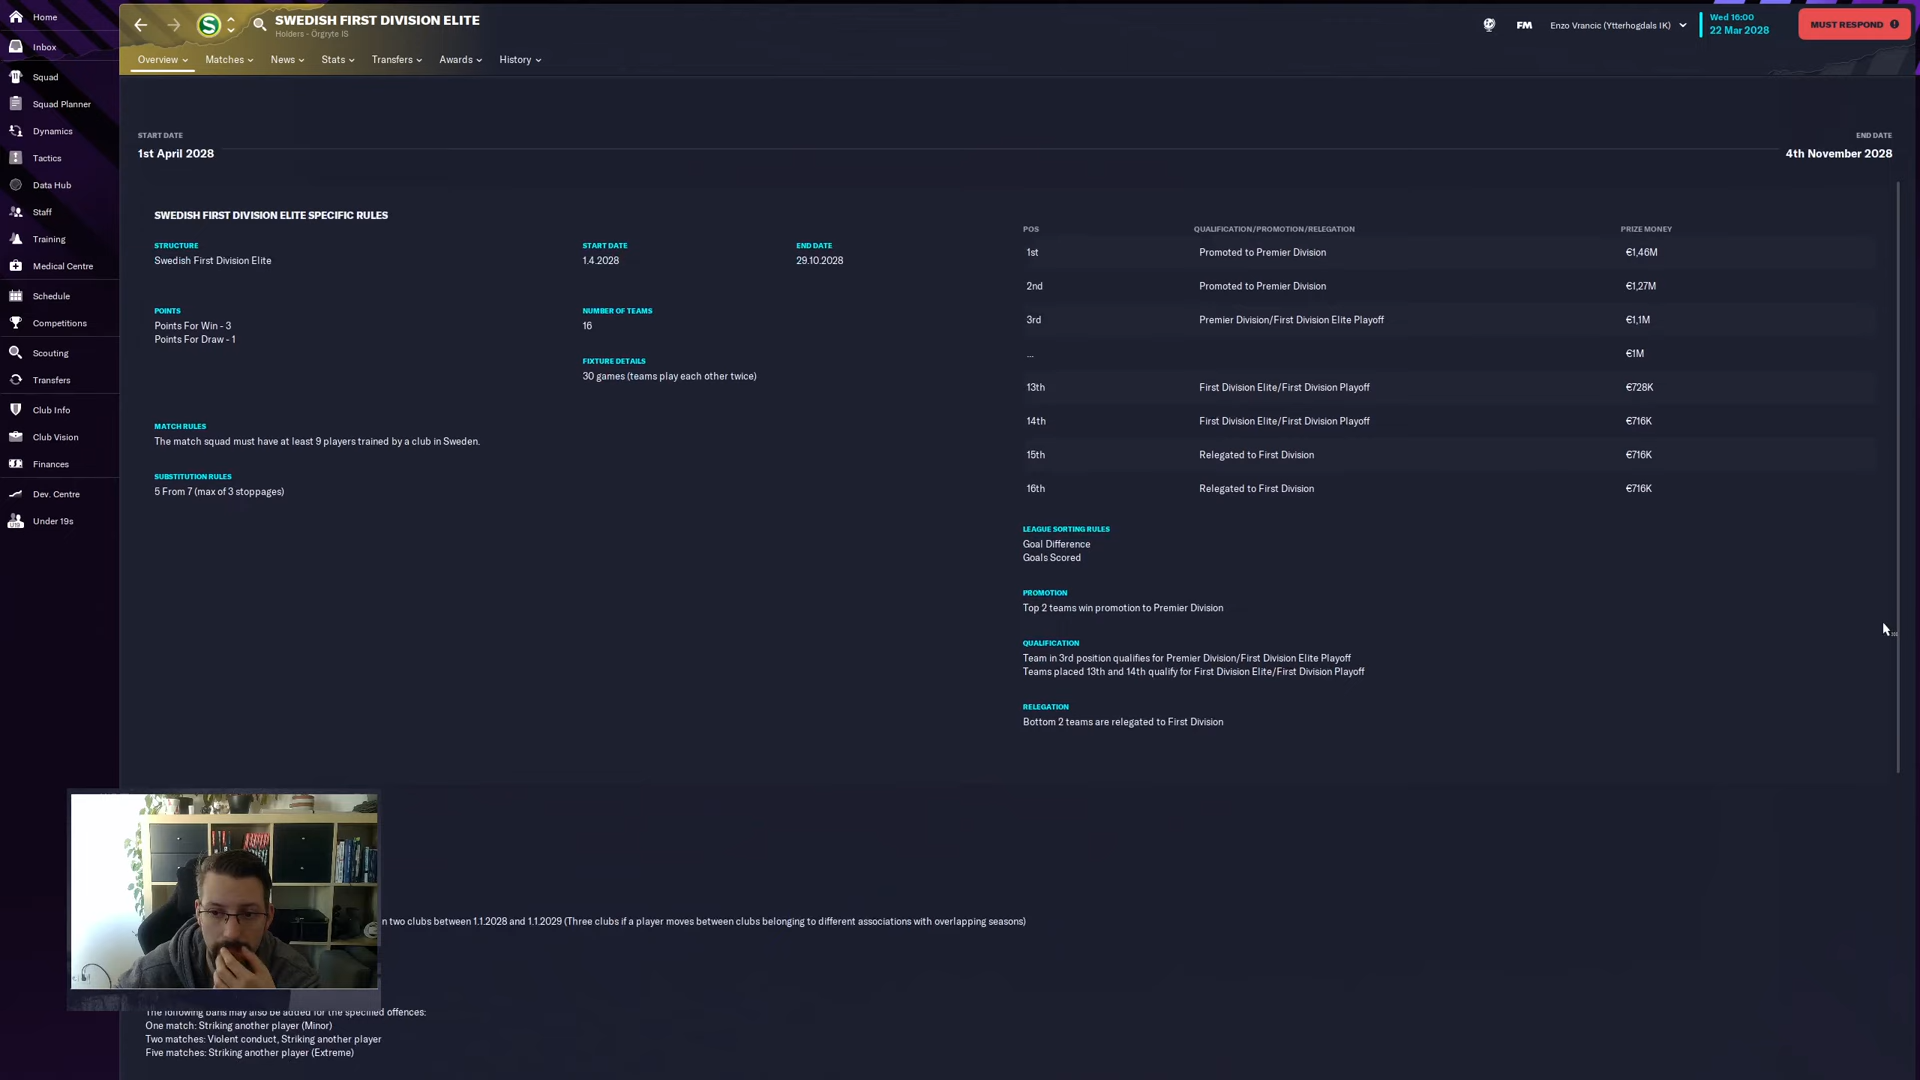 Home
Inbox
Squad
Squad Planner
Dynamics
Tactics
Data Hub
Staff
Training
Medical Centre
Schedule
Competitions
Scouting
Transfers
Club Info
Club Vision
Finances
Dev. Centre
Under 19s
S
SWEDISH FIRST DIVISION ELITE
Holders - Örgryte IS
FM
Enzo Vrancic (Ytterhogdals IK)
Wed 16:00
22 Mar 2028
MUST RESPOND
Overview
Matches
News
Stats
Transfers
Awards
History
START DATE
1st April 2028
END DATE
4th November 2028
SWEDISH FIRST DIVISION ELITE SPECIFIC RULES
STRUCTURE
Swedish First Division Elite
START DATE
1.4.2028
END DATE
29.10.2028
POINTS
Points For Win - 3
Points For Draw - 1
NUMBER OF TEAMS
16
FIXTURE DETAILS
30 games (teams play each other twice)
MATCH RULES
The match squad must have at least 9 players trained by a club in Sweden.
SUBSTITUTION RULES
5 From 7 (max of 3 stoppages)
POS QUALIFICATION/PROMOTION/RELEGATION PRIZE MONEY
1st Promoted to Premier Division €1,46M
2nd Promoted to Premier Division €1,27M
3rd Premier Division/First Division Elite Playoff €1,1M
... €1M
13th First Division Elite/First Division Playoff €728K
14th First Division Elite/First Division Playoff €716K
15th Relegated to First Division €716K
16th Relegated to First Division €716K
LEAGUE SORTING RULES
Goal Difference
Goals Scored
PROMOTION
Top 2 teams win promotion to Premier Division
QUALIFICATION
Team in 3rd position qualifies for Premier Division/First Division Elite Playoff
Teams placed 13th and 14th qualify for First Division Elite/First Division Playoff
RELEGATION
Bottom 2 teams are relegated to First Division
n two clubs between 1.1.2028 and 1.1.2029 (Three clubs if a player moves between clubs belonging to different associations with overlapping seasons)
The following bans may also be added for the specified offences:
One match: Striking another player (Minor)
Two matches: Violent conduct, Striking another player
Five matches: Striking another player (Extreme)